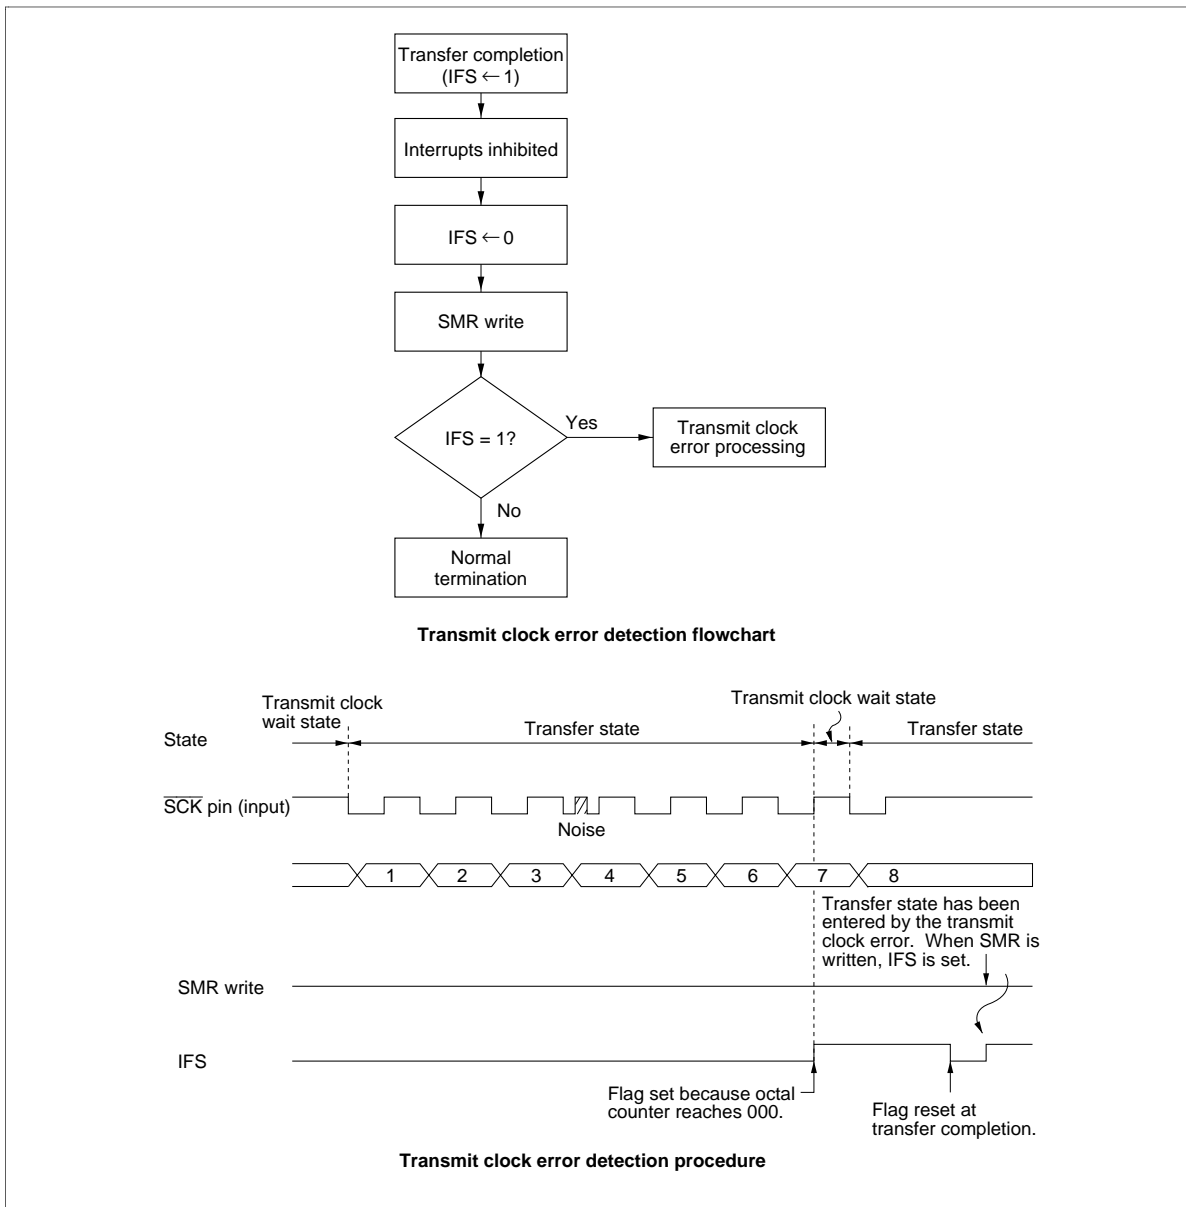 Transfer completion
(IFS ← 1)
Interrupts inhibited
IFS ← 0
SMR write
IFS = 1?
Yes
Transmit clock
error processing
No
Normal
termination
Transmit clock error detection flowchart
Transmit clock
wait state
Transmit clock wait state
State
Transfer state
Transfer state
SCK pin (input)
Noise
1 2 3 4 5 6 7 8
Transfer state has been
entered by the transmit
clock error. When SMR is
written, IFS is set.
SMR write
IFS
Flag set because octal
counter reaches 000.
Flag reset at
transfer completion.
Transmit clock error detection procedure